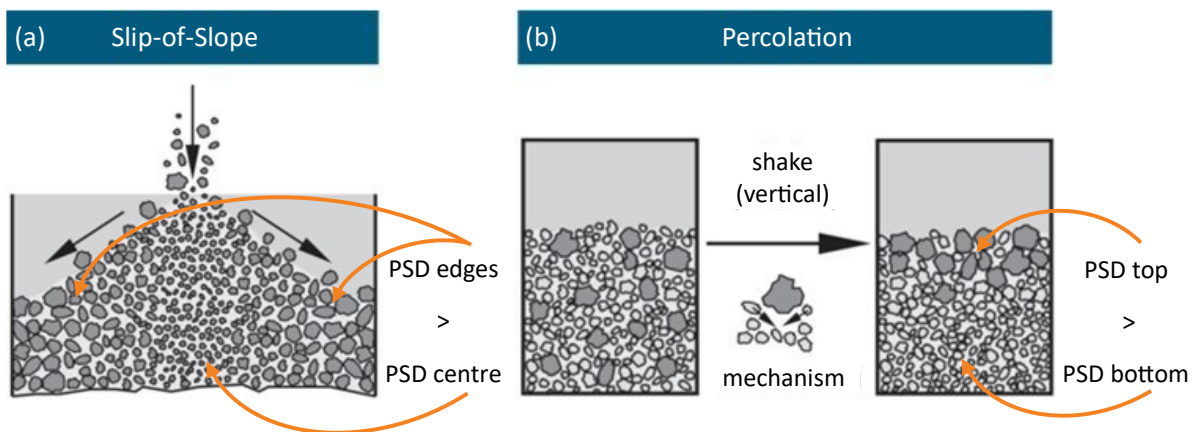 (a) Slip-of-Slope
(b) Percolation
PSD edges
>
PSD centre
shake
(vertical)
mechanism
PSD top
>
PSD bottom